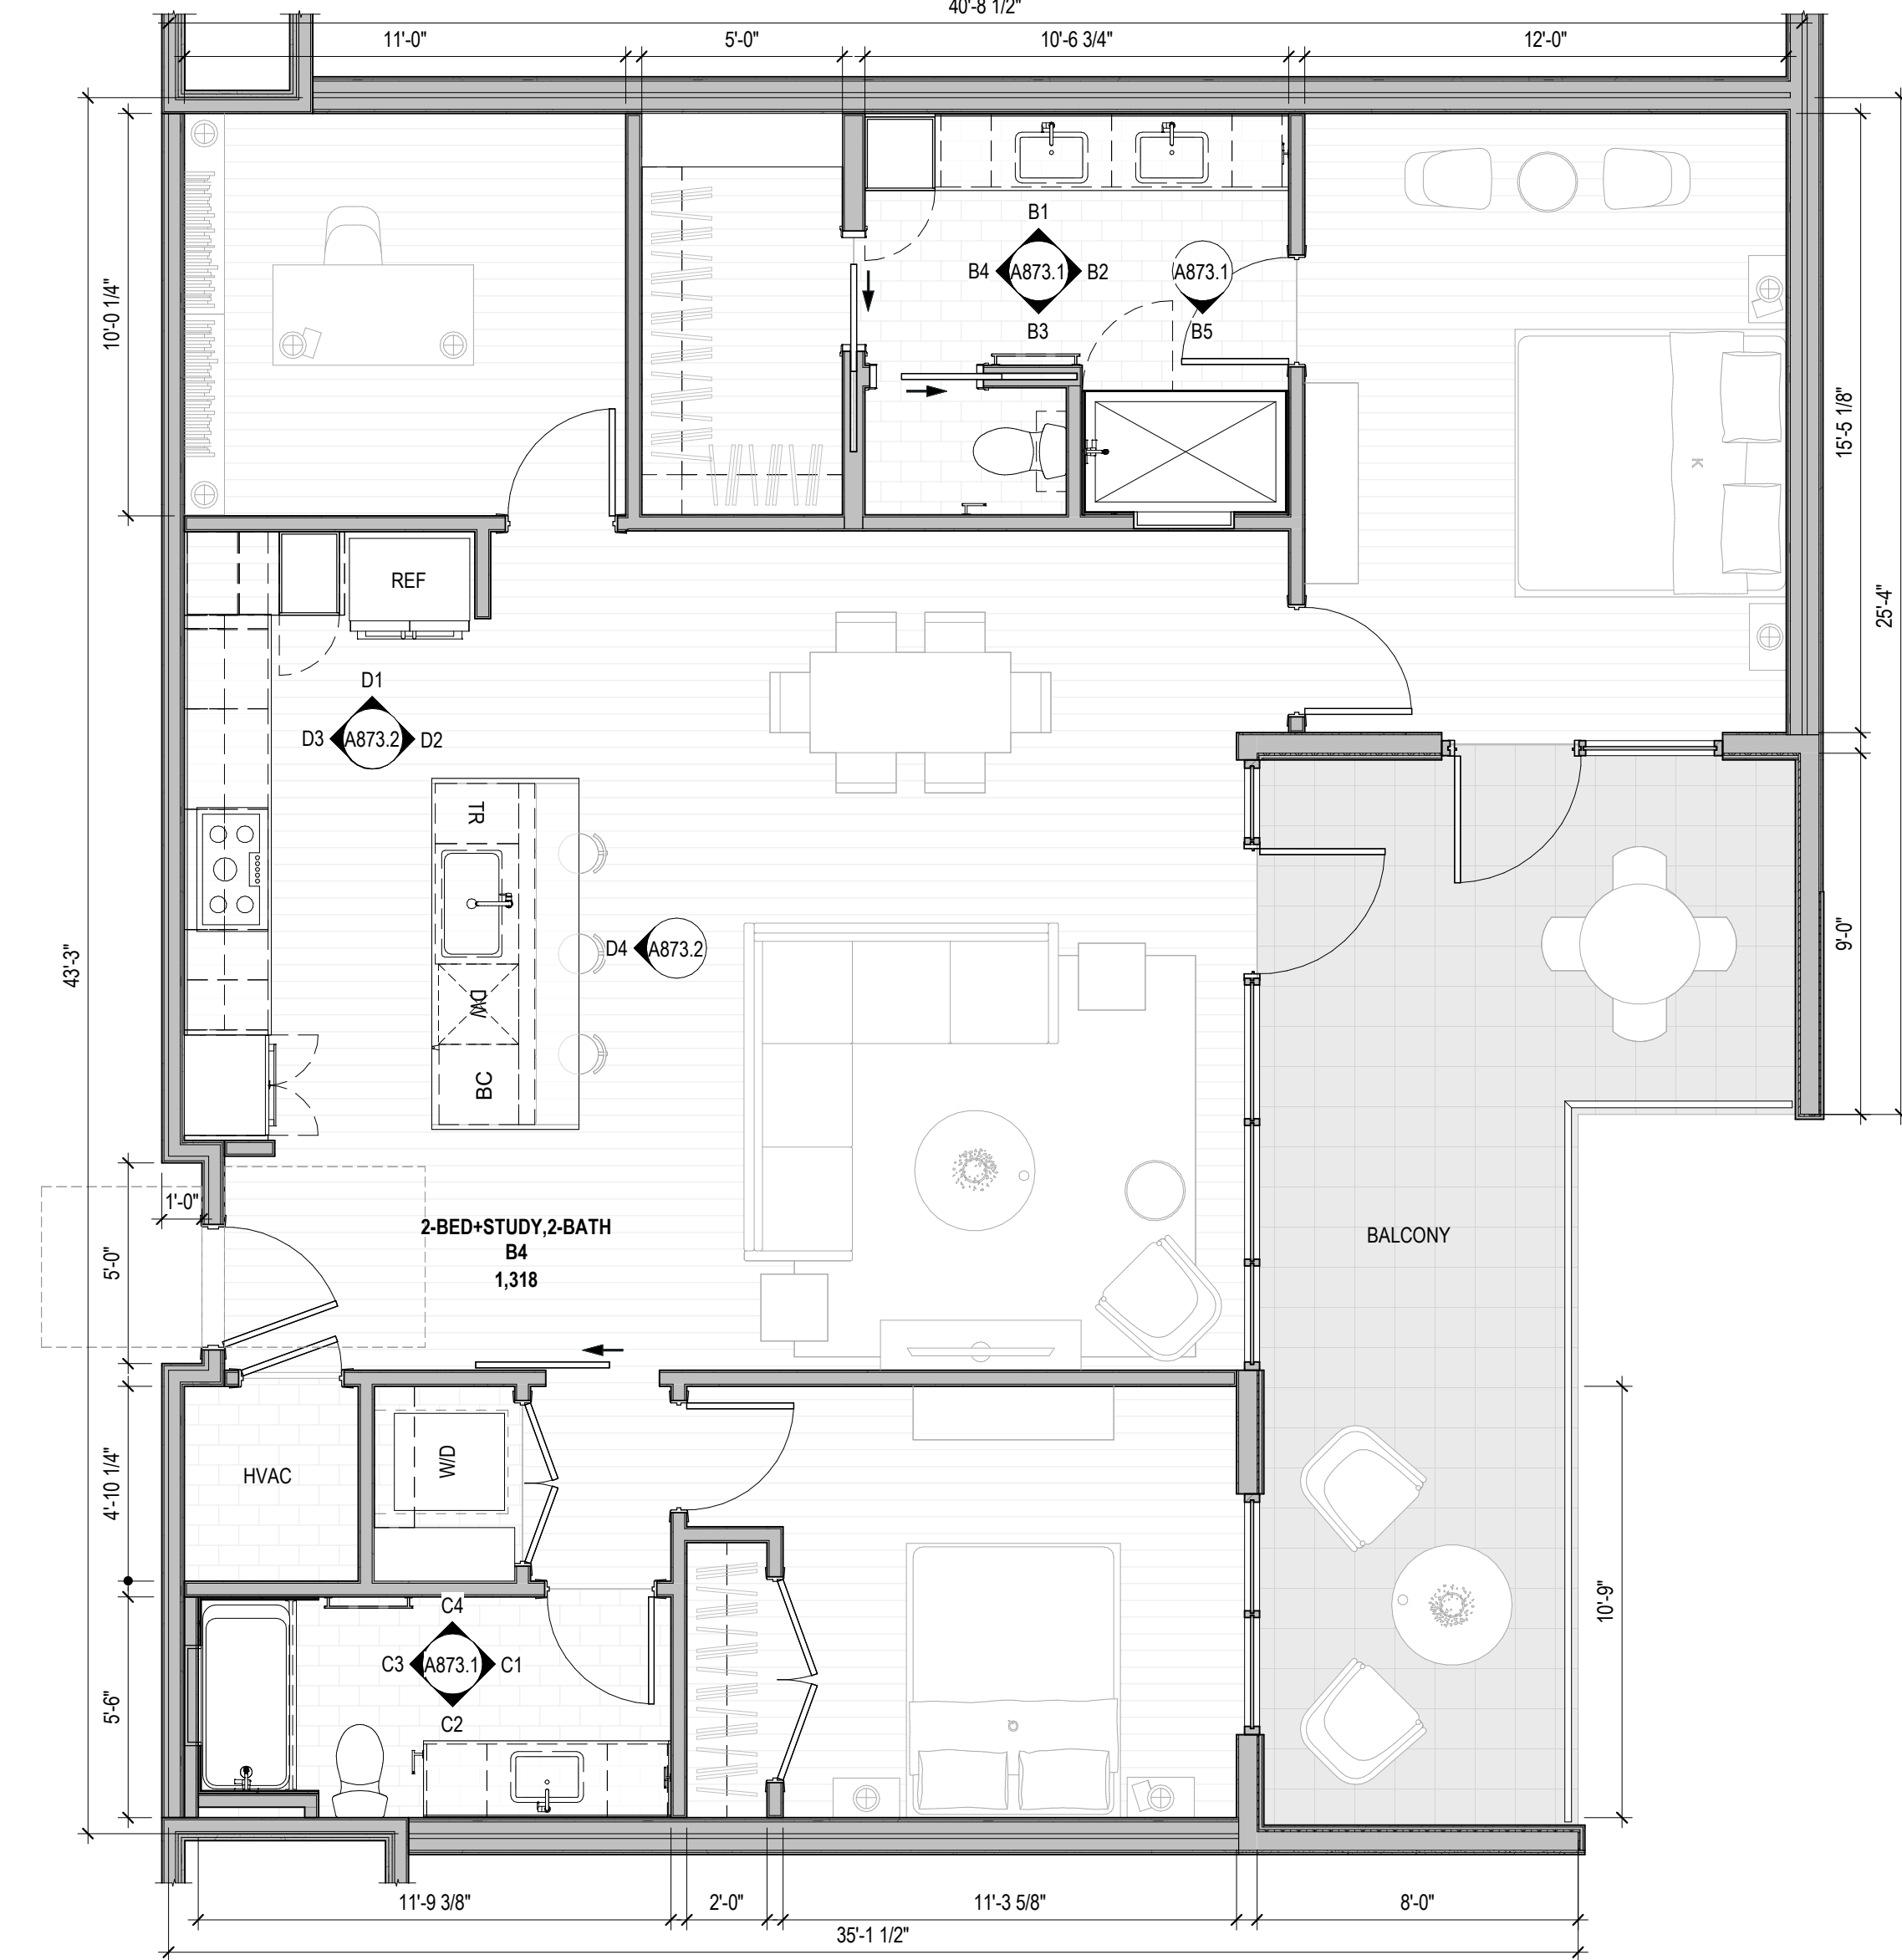 40'-8 1/2"
11'-0"
5'-0"
10'-6 3/4"
12'-0"
B1
B4
A873.1
B2
B3
A873.1
B5
10'-0 1/4"
15'-5 1/8"
K
25'-4"
REF
D1
D3
A873.2
D2
TR
DW
BC
D4
A873.2
43'-3"
9'-0"
1'-0"
5'-0"
2-BED+STUDY,2-BATH
B4
1,318
BALCONY
HVAC
W/D
4'-10 1/4"
10'-9"
C4
C3
A873.1
C1
C2
5'-6"
Q
11'-9 3/8"
2'-0"
11'-3 5/8"
8'-0"
35'-1 1/2"